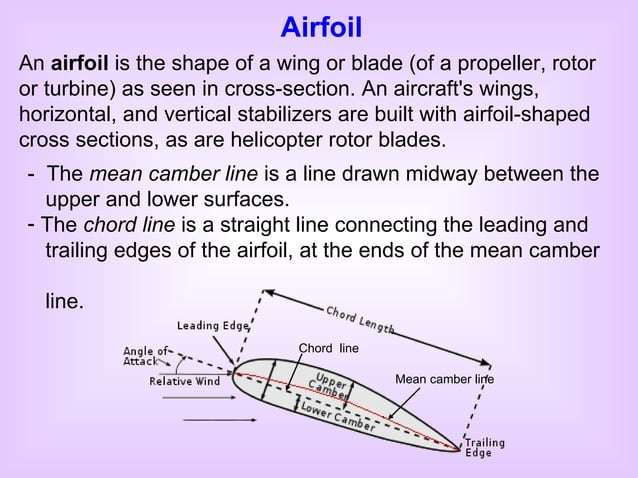 Airfoil
An airfoil is the shape of a wing or blade (of a propeller, rotor
or turbine) as seen in cross-section. An aircraft's wings,
horizontal, and vertical stabilizers are built with airfoil-shaped
cross sections, as are helicopter rotor blades.
- The mean camber line is a line drawn midway between the
upper and lower surfaces.
- The chord line is a straight line connecting the leading and
trailing edges of the airfoil, at the ends of the mean camber
line.
Chord Length
Leading Edge
Chord line
Angle of
Attack
Relative Wind
Upper
Camber
Mean camber line
Lower Camber
Trailing
Edge